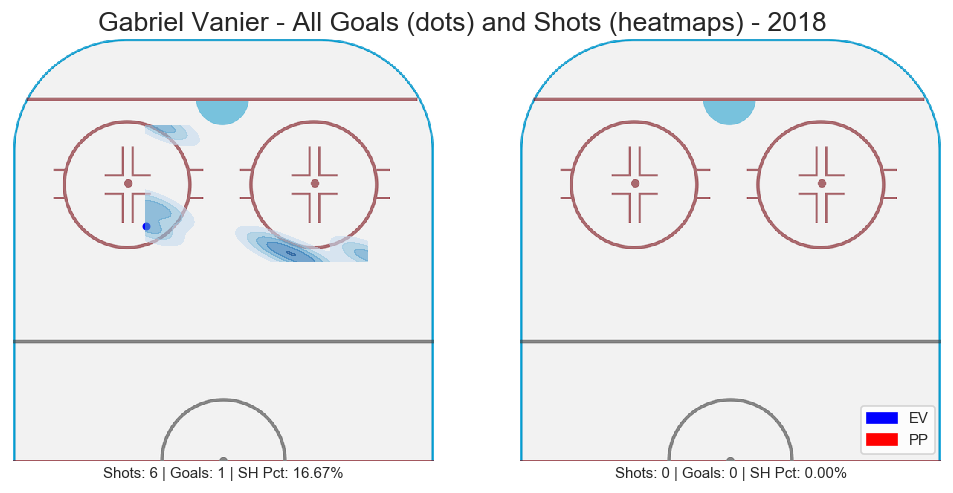 Gabriel Vanier - All Goals (dots) and Shots (heatmaps) - 2018
EV
PP
Shots: 6 | Goals: 1 | SH Pct: 16.67%
Shots: 0 | Goals: 0 | SH Pct: 0.00%